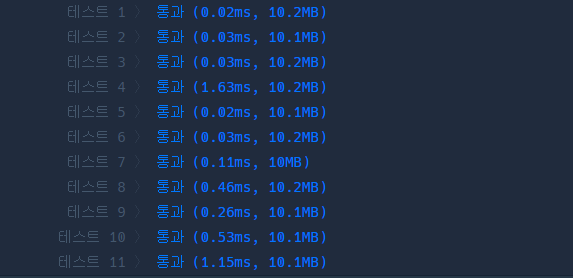 테스트 1 〉 통과 (0.02ms, 10.2MB)
테스트 2 〉 통과 (0.03ms, 10.1MB)
테스트 3 〉 통과 (0.03ms, 10.2MB)
테스트 4 〉 통과 (1.63ms, 10.2MB)
테스트 5 〉 통과 (0.02ms, 10.1MB)
테스트 6 〉 통과 (0.03ms, 10.2MB)
테스트 7 〉 통과 (0.11ms, 10MB)
테스트 8 〉 통과 (0.46ms, 10.2MB)
테스트 9 〉 통과 (0.26ms, 10.1MB)
테스트 10 〉 통과 (0.53ms, 10.1MB)
테스트 11 〉 통과 (1.15ms, 10.1MB)